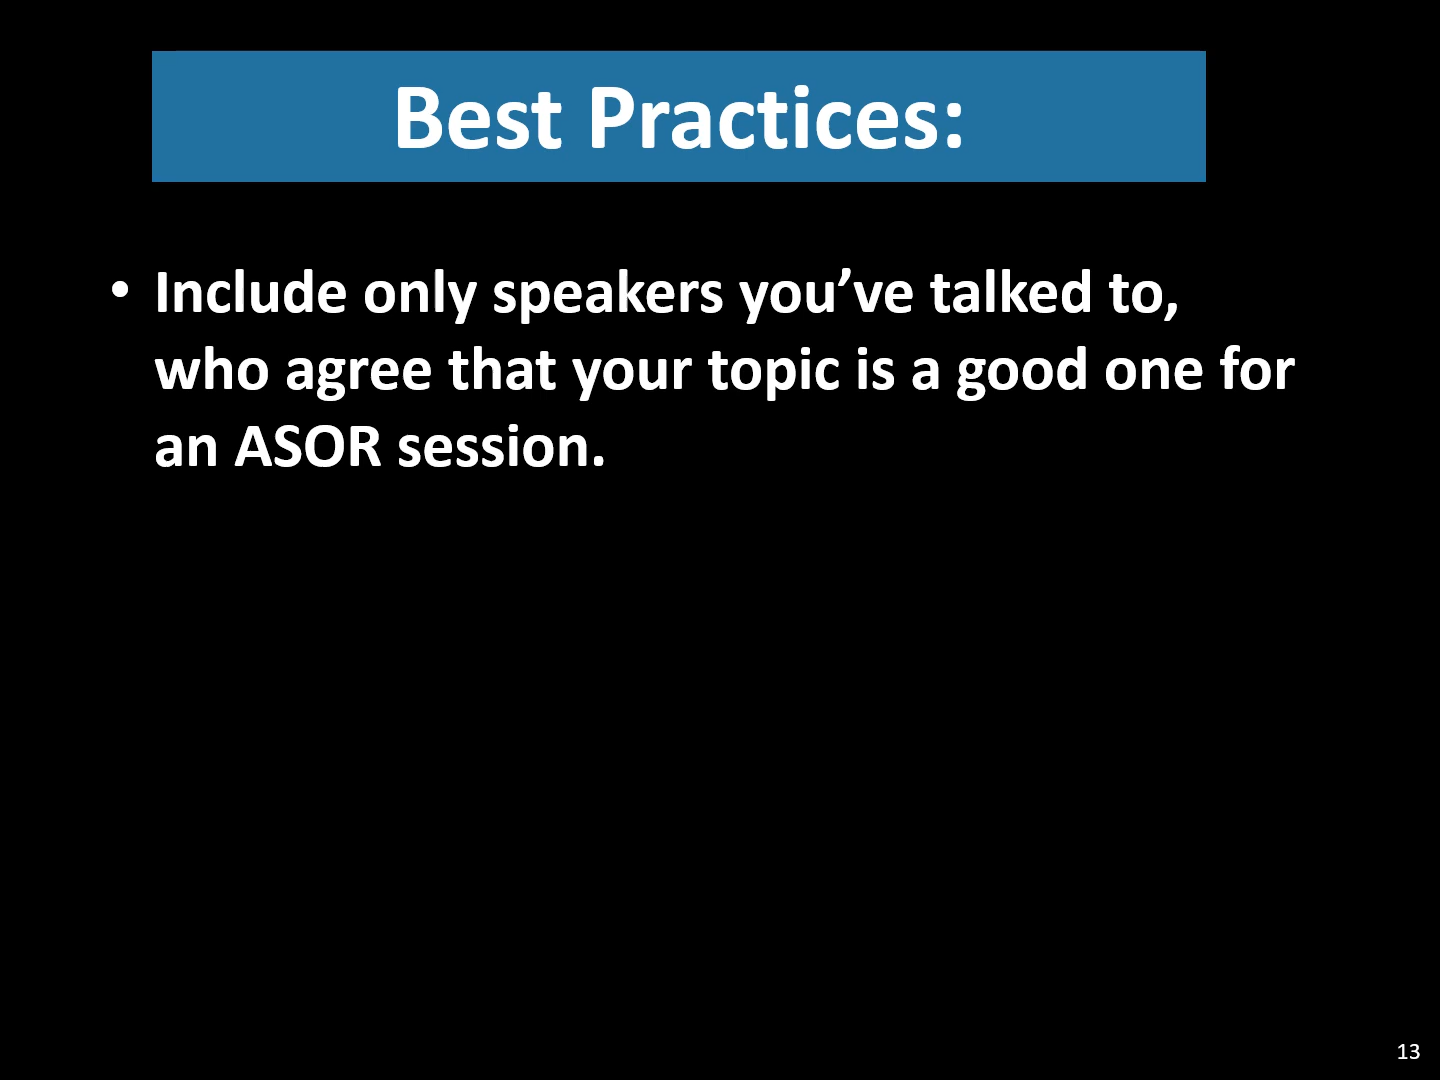 Best Practices:
• Include only speakers you’ve talked to,
who agree that your topic is a good one for
an ASOR session.
13